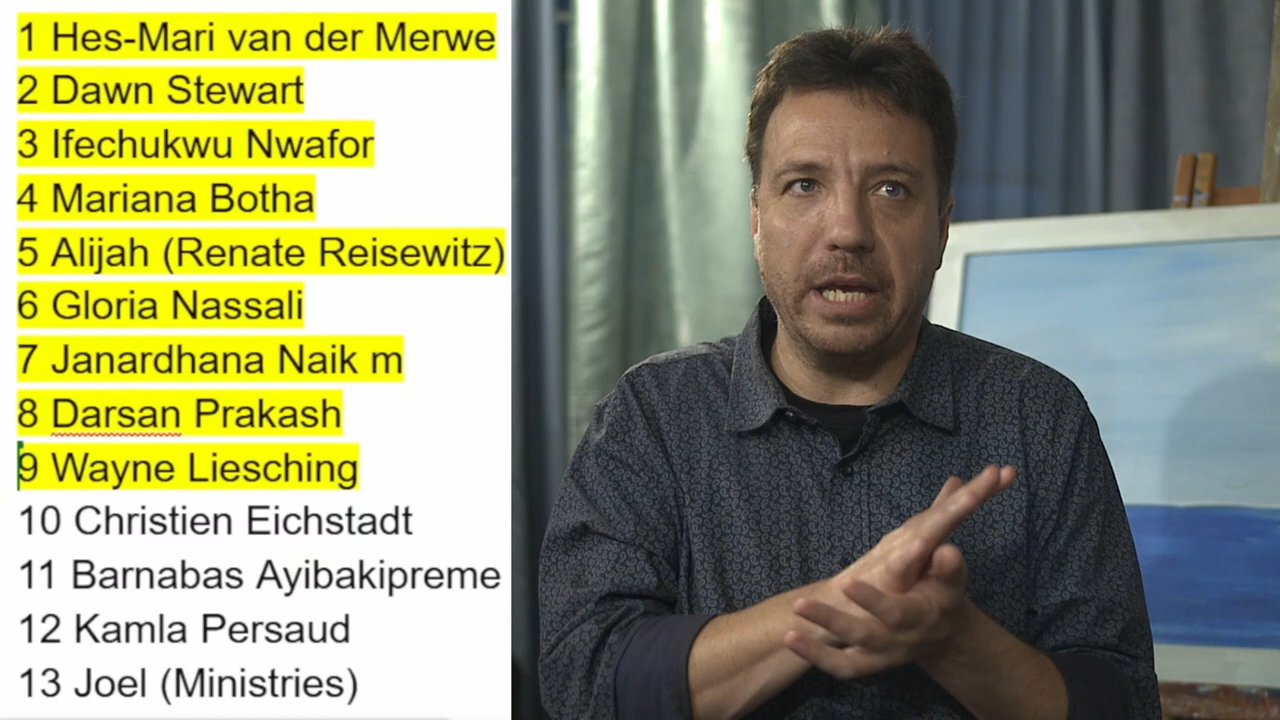 1 Hes-Mari van der Merwe
2 Dawn Stewart
3 Ifechukwu Nwafor
4 Mariana Botha
5 Alijah (Renate Reisewitz)
6 Gloria Nassali
7 Janardhana Naik m
8 Darsan Prakash
9 Wayne Liesching
10 Christien Eichstadt
11 Barnabas Ayibakipreme
12 Kamla Persaud
13 Joel (Ministries)